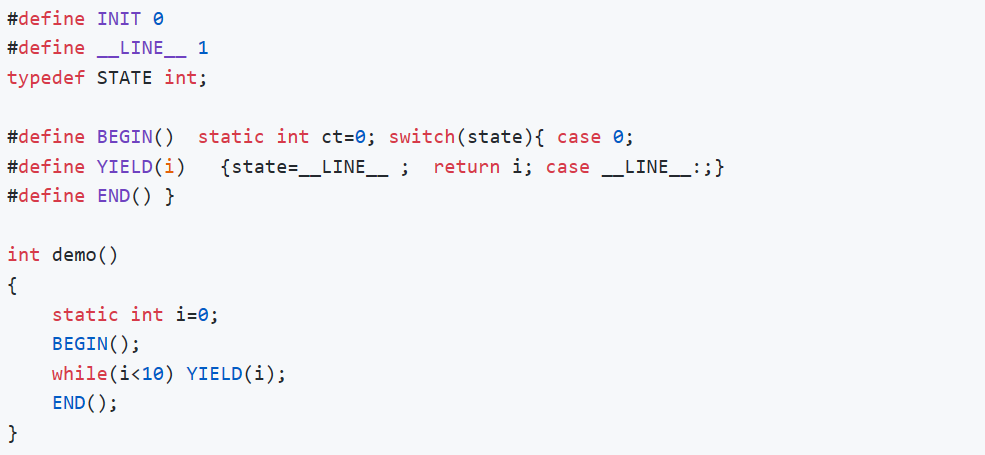 #define INIT 0
#define __LINE__ 1
typedef STATE int;
#define BEGIN()  static int ct=0; switch(state){ case 0;
#define YIELD(i)   {state=__LINE__ ;  return i; case __LINE__:;}
#define END() }
int demo()
{
    static int i=0;
    BEGIN();
    while(i<10) YIELD(i);
    END();
}